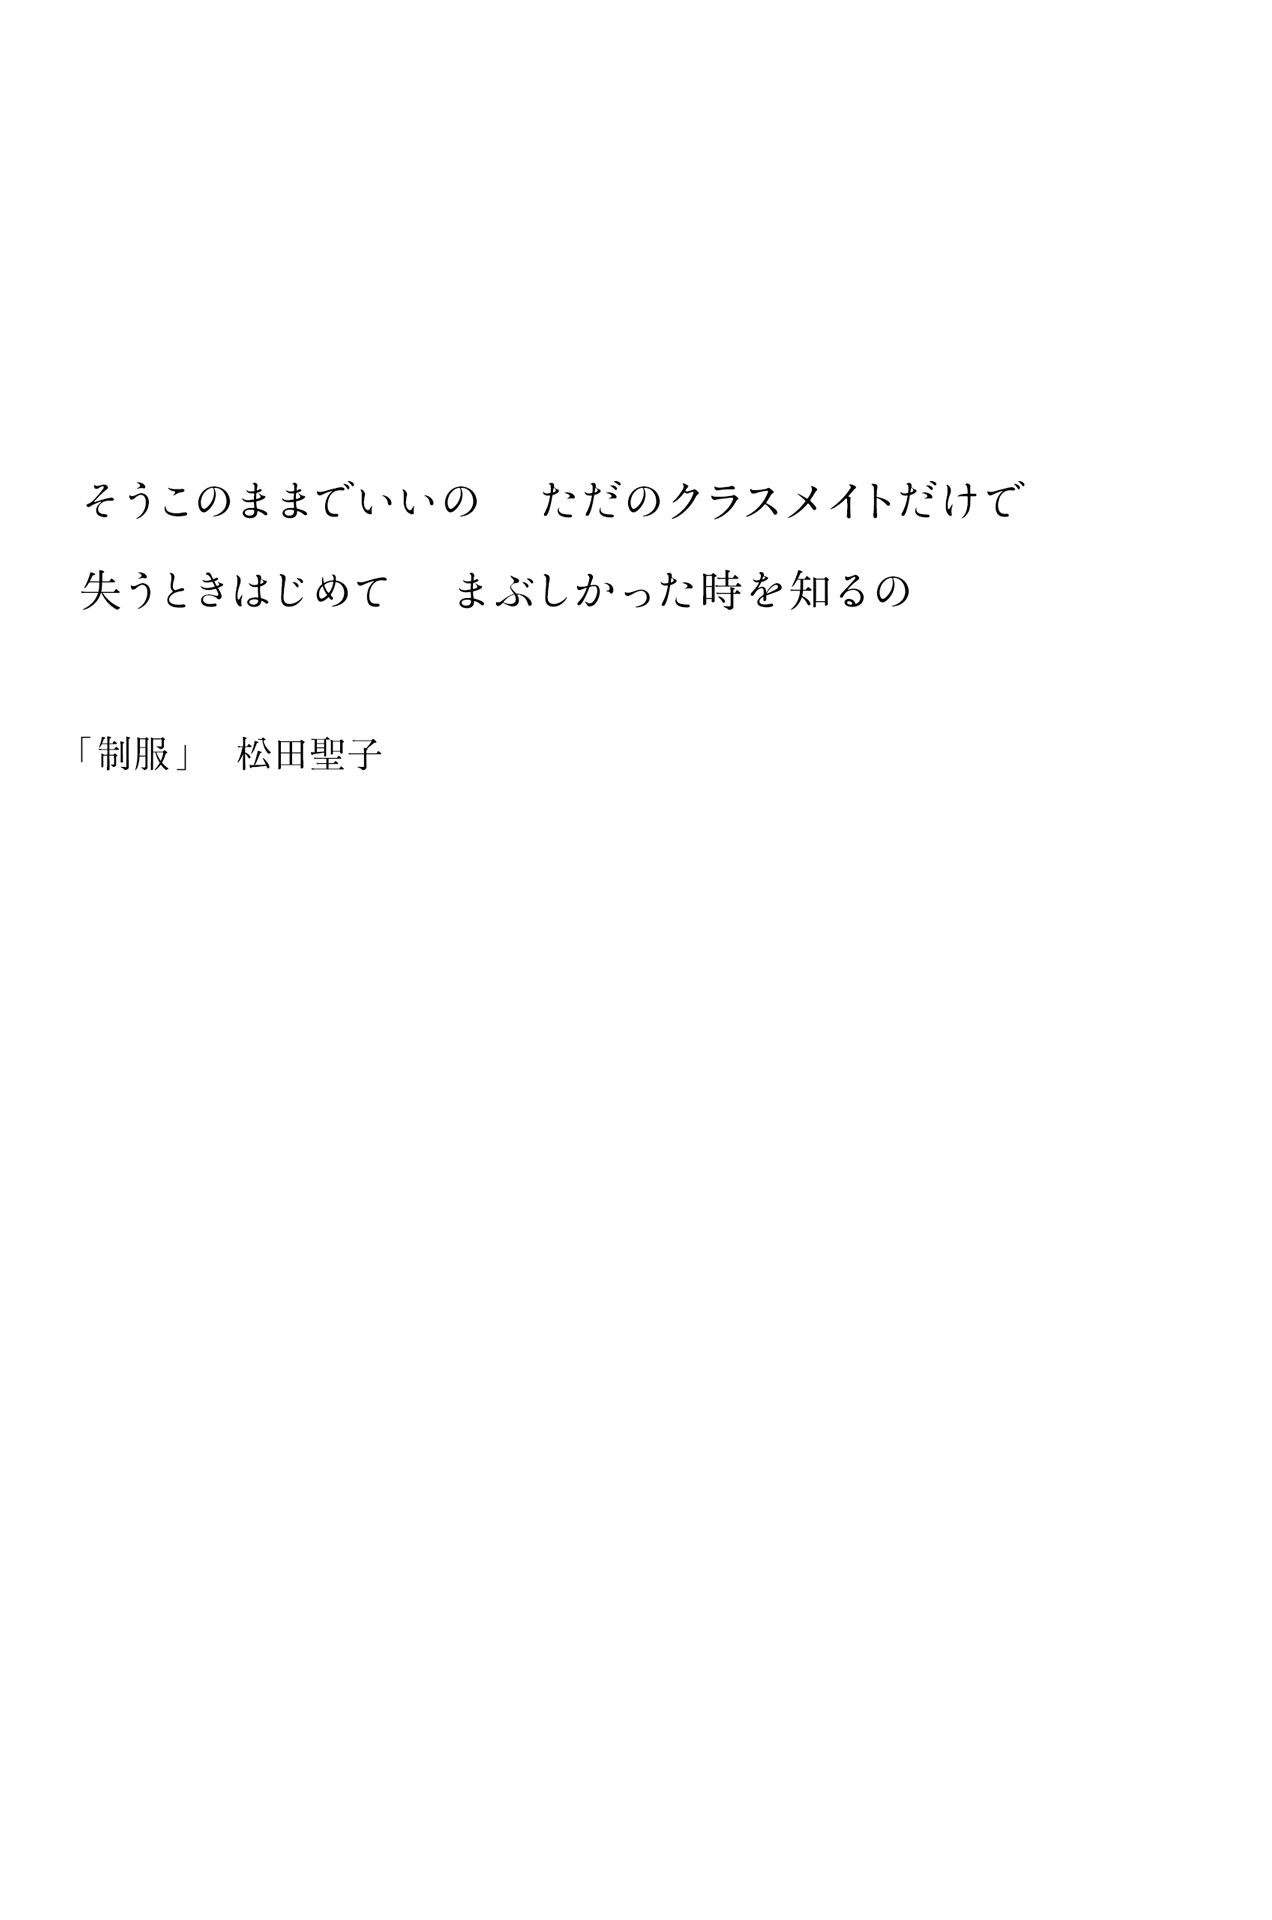 そうこのままでいいの　ただのクラスメイトだけで
失うときはじめて　まぶしかった時を知るの
「制服」　松田聖子